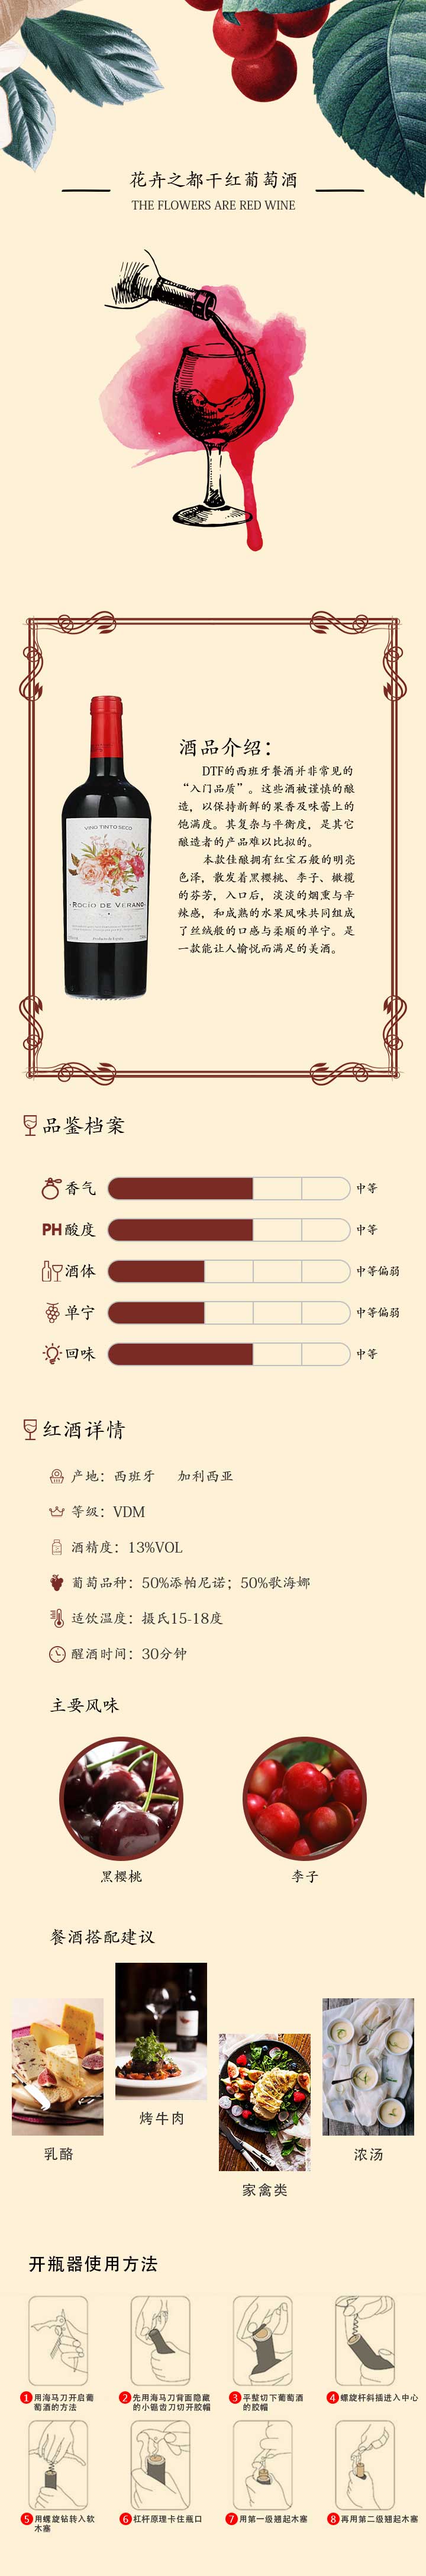 花卉之都干红葡萄酒
THE FLOWERS ARE RED WINE
酒品介绍：
DTF的西班牙餐酒并非常见的
“入门品质”。这些酒被谨慎的酿
造，以保持新鲜的果香及味蕾上的
饱满度。其复杂与平衡度，是其它
酿造者的产品难以比拟的。
本款佳酿拥有红宝石般的明亮
色泽，散发着黑樱桃、李子、橄榄
的芬芳，入口后，淡淡的烟熏与辛
辣感，和成熟的水果风味共同组成
了丝绒般的口感与柔顺的单宁。是
一款能让人愉悦而满足的美酒。
VINO TINTO SECO
ROCÍO DE VERANO
品鉴档案
香气 中等
PH 酸度 中等
酒体 中等偏弱
单宁 中等偏弱
回味 中等
红酒详情
产地：西班牙 加利西亚
等级：VDM
酒精度：13%VOL
葡萄品种：50%添帕尼诺；50%歌海娜
适饮温度：摄氏15-18度
醒酒时间：30分钟
主要风味
黑樱桃
李子
餐酒搭配建议
乳酪
烤牛肉
家禽类
浓汤
开瓶器使用方法
1 用海马刀开启葡
萄酒的方法
2 先用海马刀背面隐藏
的小锯齿刀切开胶帽
3 平整切下葡萄酒
的胶帽
4 螺旋杆斜插进入中心
5 用螺旋钻转入软
木塞
6 杠杆原理卡住瓶口
7 用第一级翘起木塞
8 再用第二级翘起木塞